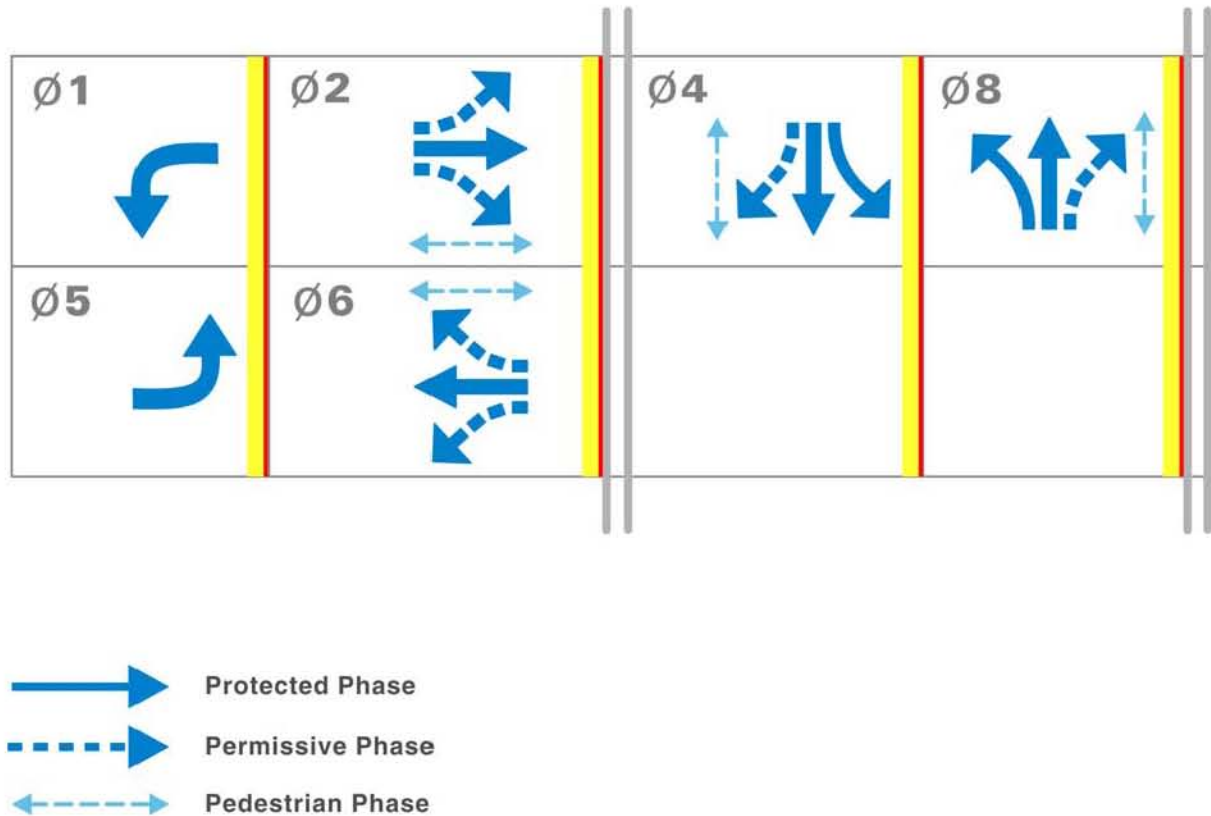 Ø1
Ø2
Ø4
Ø8
Ø5
Ø6
Protected Phase
Permissive Phase
Pedestrian Phase